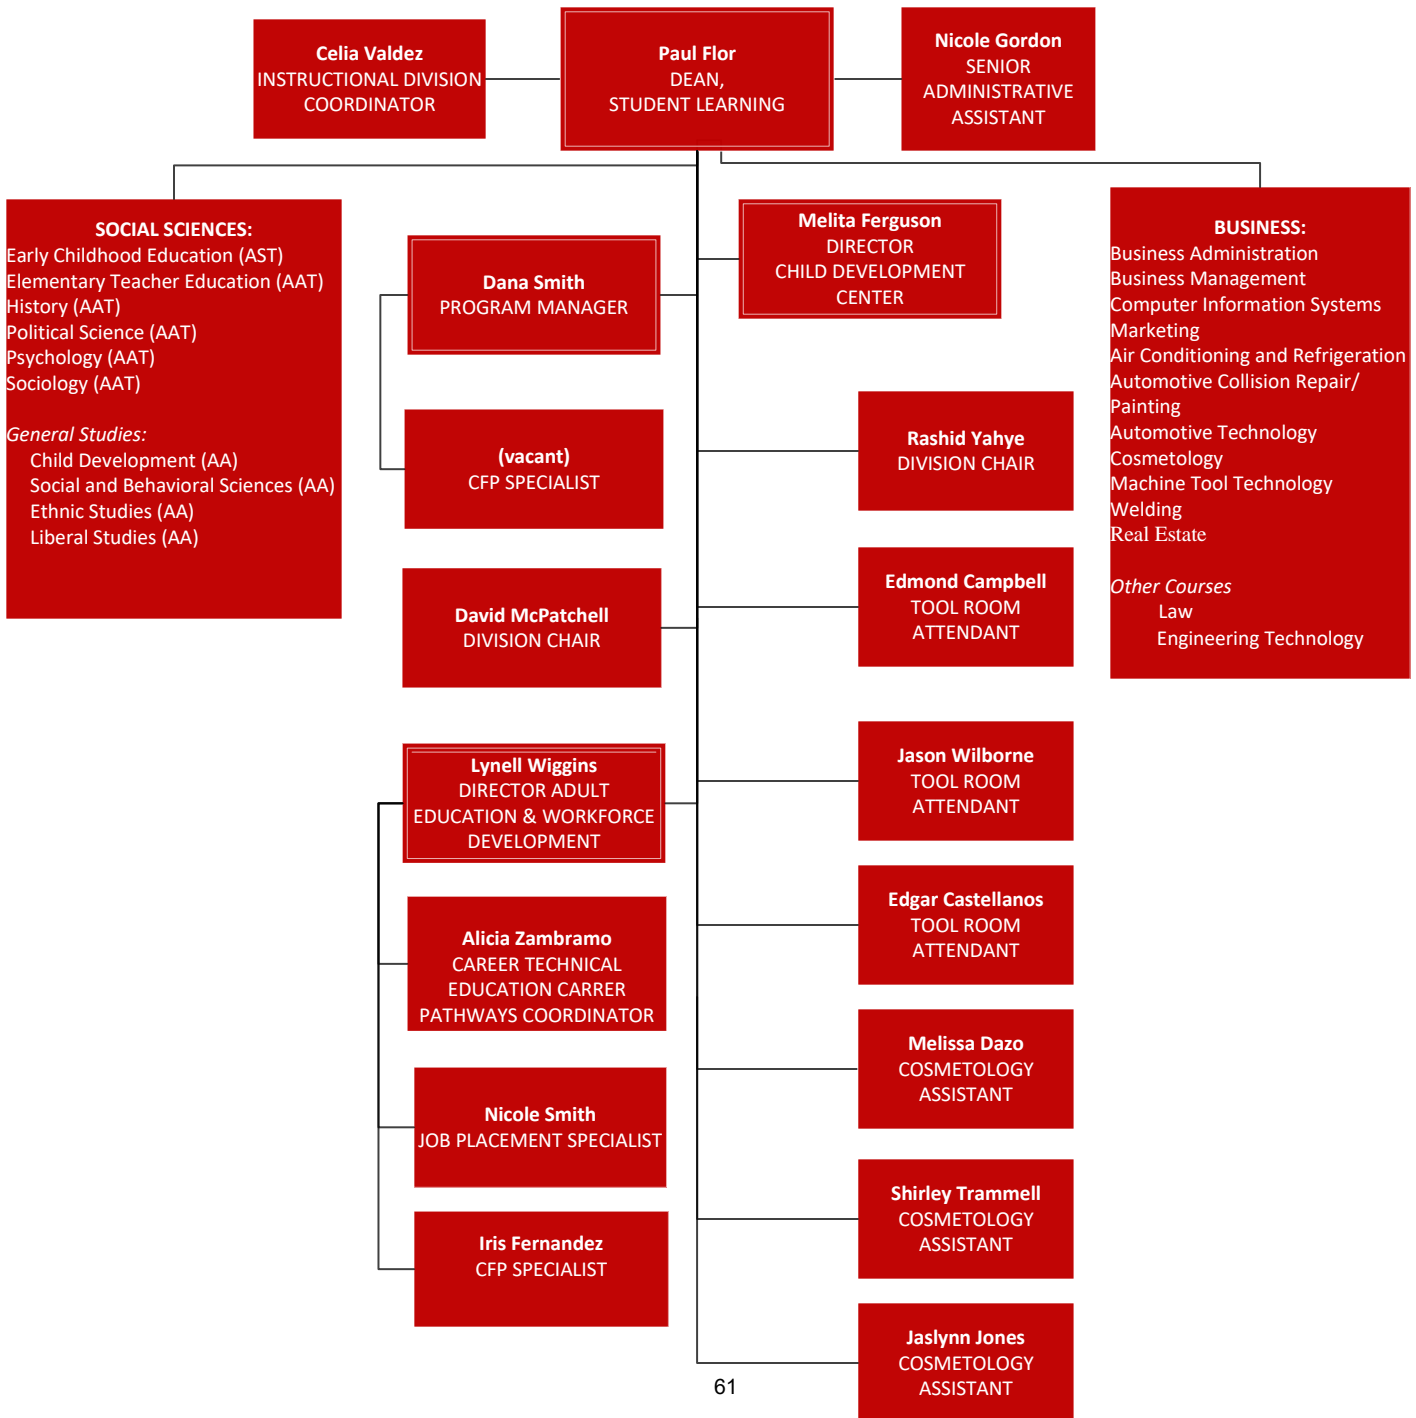 Celia Valdez
INSTRUCTIONAL DIVISION
COORDINATOR
Paul Flor
DEAN,
STUDENT LEARNING
Nicole Gordon
SENIOR
ADMINISTRATIVE
ASSISTANT
SOCIAL SCIENCES:
Early Childhood Education (AST)
Elementary Teacher Education (AAT)
History (AAT)
Political Science (AAT)
Psychology (AAT)
Sociology (AAT)
General Studies:
Child Development (AA)
Social and Behavioral Sciences (AA)
Ethnic Studies (AA)
Liberal Studies (AA)
Dana Smith
PROGRAM MANAGER
(vacant)
CFP SPECIALIST
David McPatchell
DIVISION CHAIR
Lynell Wiggins
DIRECTOR ADULT
EDUCATION & WORKFORCE
DEVELOPMENT
Alicia Zambramo
CAREER TECHNICAL
EDUCATION CARRER
PATHWAYS COORDINATOR
Nicole Smith
JOB PLACEMENT SPECIALIST
Iris Fernandez
CFP SPECIALIST
Melita Ferguson
DIRECTOR
CHILD DEVELOPMENT
CENTER
Rashid Yahye
DIVISION CHAIR
Edmond Campbell
TOOL ROOM
ATTENDANT
Jason Wilborne
TOOL ROOM
ATTENDANT
Edgar Castellanos
TOOL ROOM
ATTENDANT
Melissa Dazo
COSMETOLOGY
ASSISTANT
Shirley Trammell
COSMETOLOGY
ASSISTANT
Jaslynn Jones
COSMETOLOGY
ASSISTANT
BUSINESS:
Business Administration
Business Management
Computer Information Systems
Marketing
Air Conditioning and Refrigeration
Automotive Collision Repair/
Painting
Automotive Technology
Cosmetology
Machine Tool Technology
Welding
Real Estate
Other Courses
Law
Engineering Technology
61